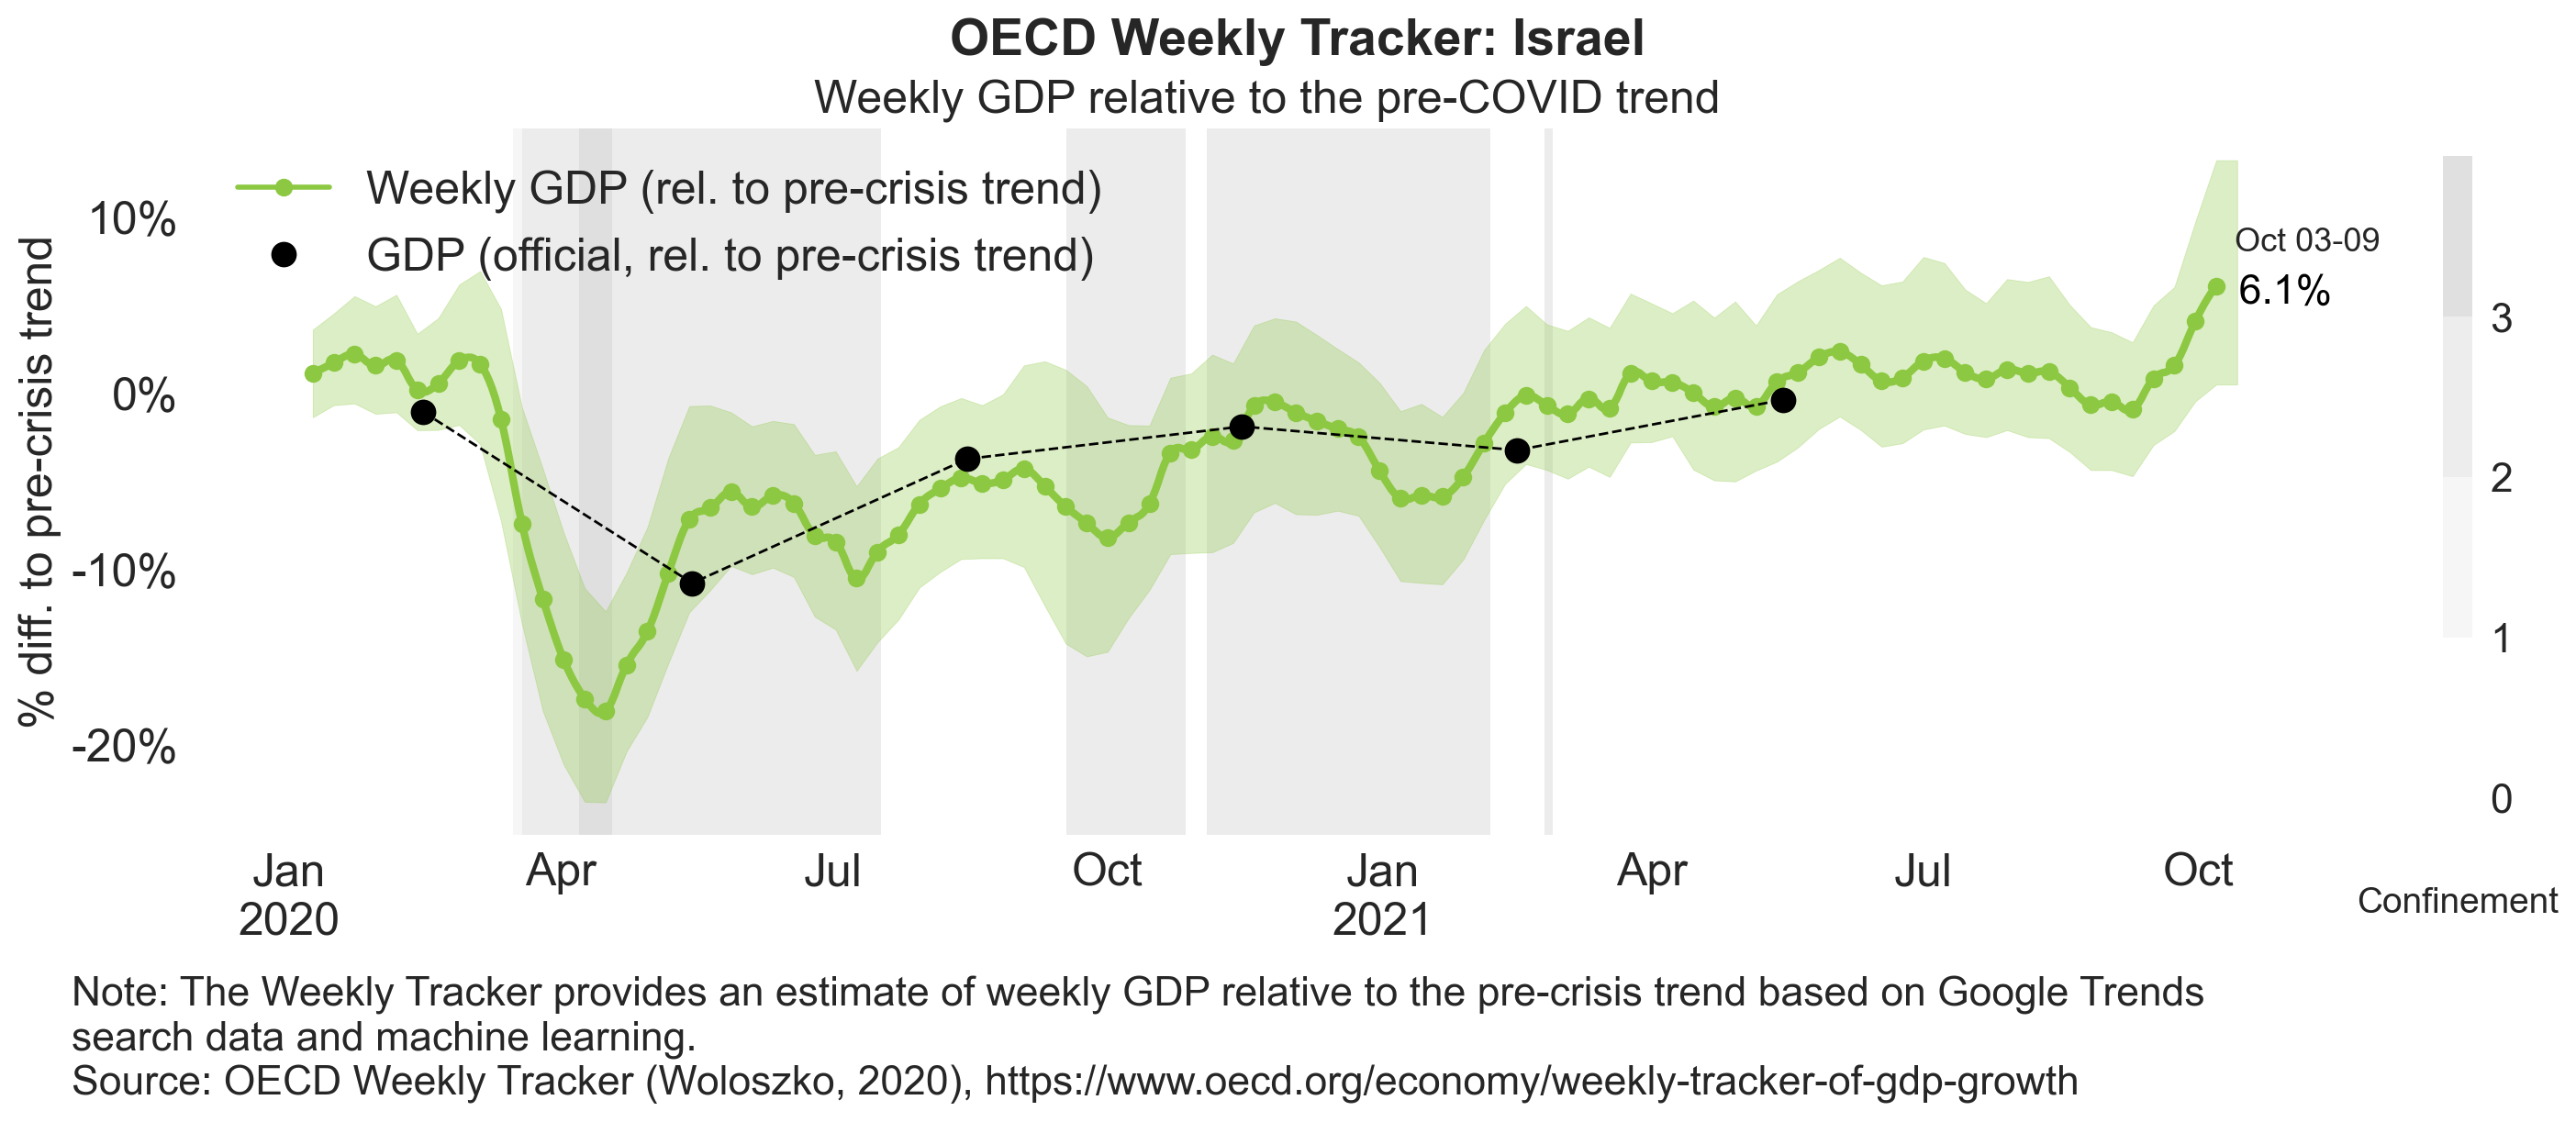 OECD Weekly Tracker: Israel
Weekly GDP relative to the pre-COVID trend
Weekly GDP (rel. to pre-crisis trend)
GDP (official, rel. to pre-crisis trend)
% diff. to pre-crisis trend
10%
0%
-10%
-20%
Oct 03-09
6.1%
3
2
1
0
Jan Apr Jul Oct Jan Apr Jul Oct
2020 2021
Confinement
Note: The Weekly Tracker provides an estimate of weekly GDP relative to the pre-crisis trend based on Google Trends
search data and machine learning.
Source: OECD Weekly Tracker (Woloszko, 2020), https://www.oecd.org/economy/weekly-tracker-of-gdp-growth